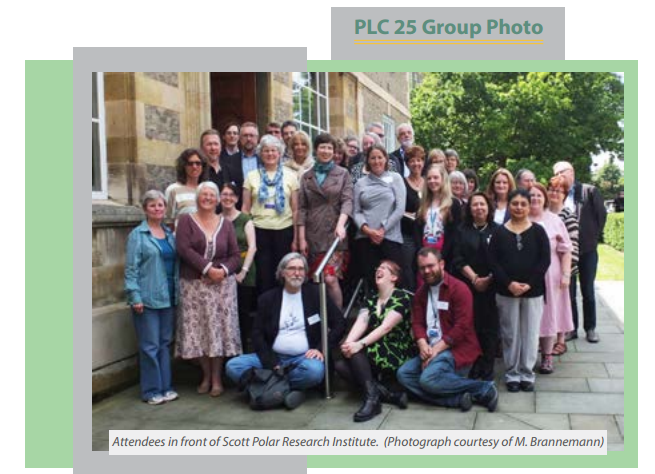 PLC 25 Group Photo
Attendees in front of Scott Polar Research Institute. (Photograph courtesy of M. Brannemann)